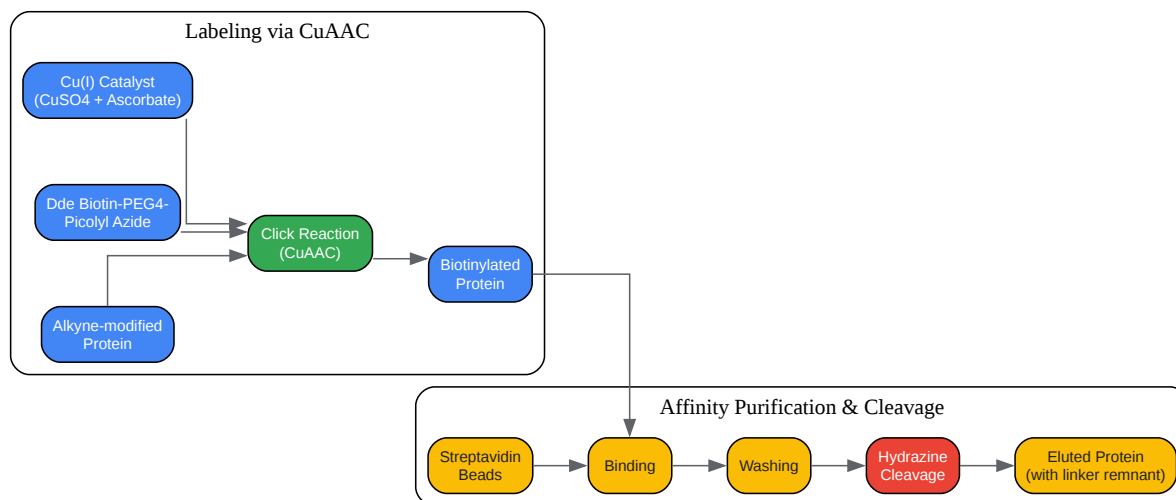 Labeling via CuAAC
Cu(I) Catalyst
(CuSO4 + Ascorbate)
Dde Biotin-PEG4-
Picolyl Azide
Click Reaction
(CuAAC)
Biotinylated
Protein
Alkyne-modified
Protein
Affinity Purification & Cleavage
Streptavidin
Beads
Binding
Washing
Hydrazine
Cleavage
Eluted Protein
(with linker remnant)